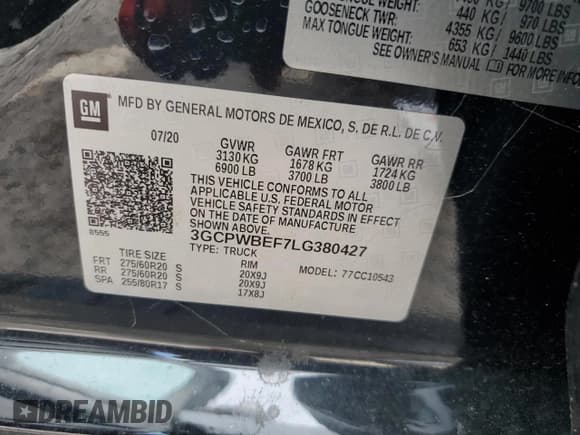 9700 LBS
GOOSENECK TWR: 440 KG / 970 LBS
4355 KG / 9600 LBS
MAX TONGUE WEIGHT: 653 KG / 1440 LBS
SEE OWNER'S MANUAL FOR MORE INFO
GM
MFD BY GENERAL MOTORS DE MEXICO, S. DE R.L. DE C.V.
07/20 GVWR GAWR FRT GAWR RR
3130 KG 1678 KG 1724 KG
6900 LB 3700 LB 3800 LB
THIS VEHICLE CONFORMS TO ALL
APPLICABLE U.S. FEDERAL MOTOR
VEHICLE SAFETY STANDARDS IN EFFECT
ON THE DATE OF MANUFACTURE
SHOWN ABOVE.
8555
3GCPWBEF7LG380427
TYPE: TRUCK
MODEL: 77CC10543
TIRE SIZE RIM
FRT 275/60R20 S 20X9J
RR 275/60R20 S 20X9J
SPA 255/80R17 S 17X8J
DREAMBID